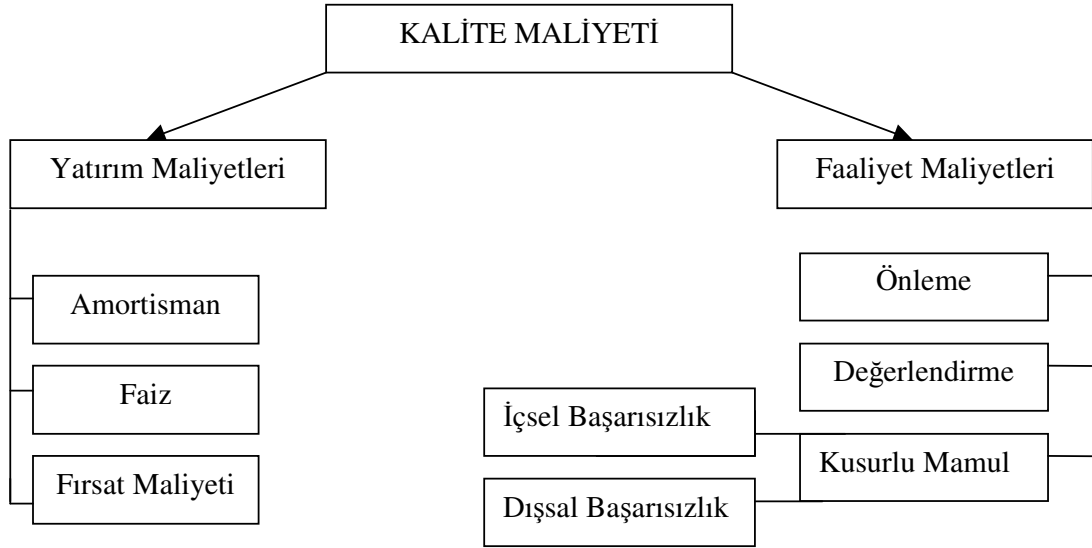 KALİTE MALİYETİ
Yatırım Maliyetleri
Faaliyet Maliyetleri
Amortisman
Faiz
Fırsat Maliyeti
Önleme
Değerlendirme
Kusurlu Mamul
İçsel Başarısızlık
Dışsal Başarısızlık